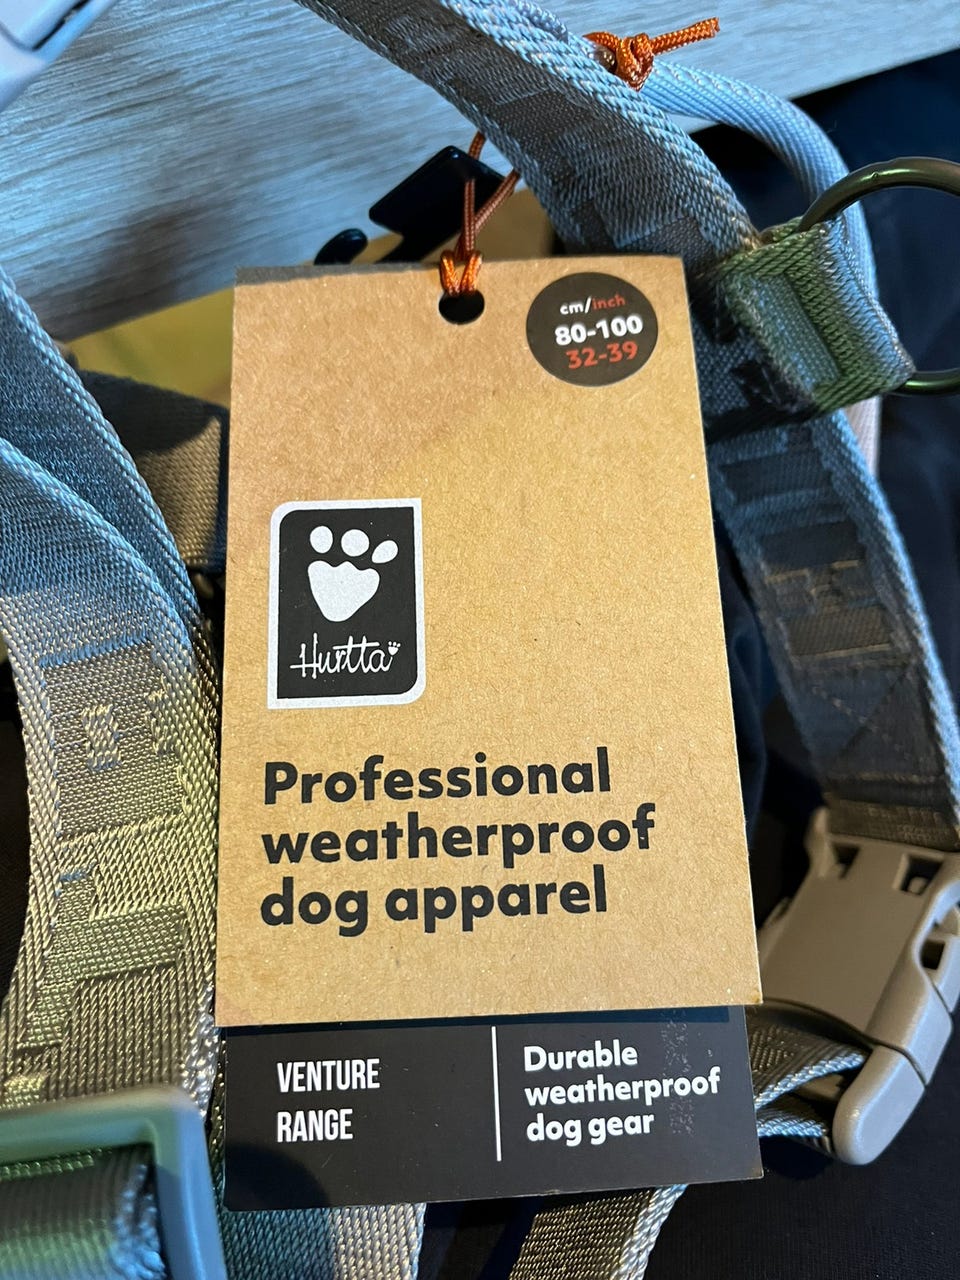 cm/inch
80-100
32-39
Hurtta
Professional
weatherproof
dog apparel
VENTURE
RANGE
Durable
weatherproof
dog gear